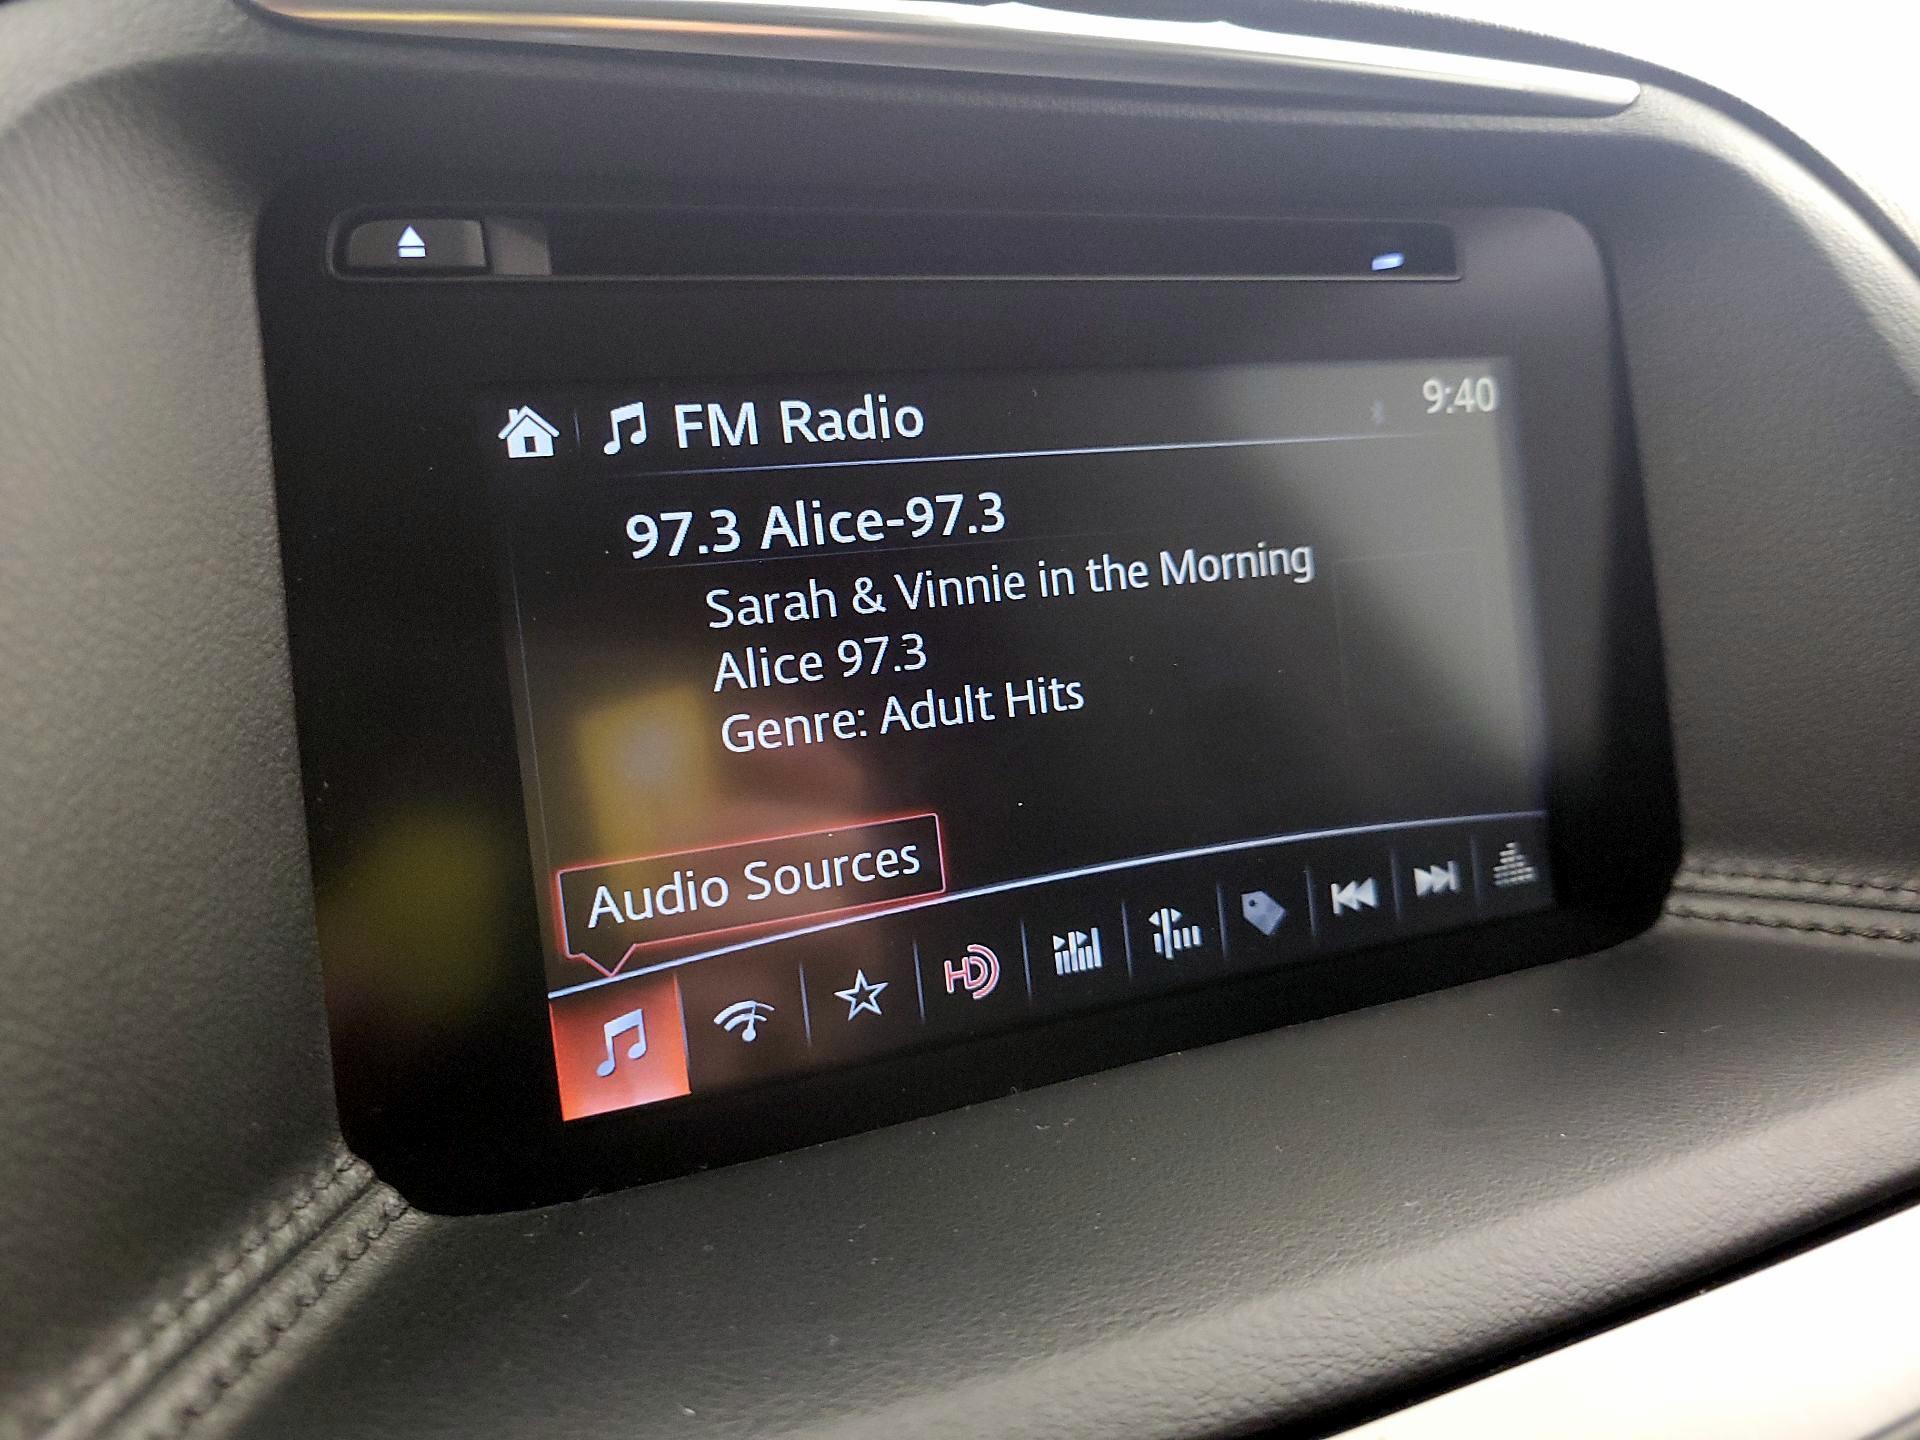 FM Radio
9:40
97.3 Alice-97.3
Sarah & Vinnie in the Morning
Alice 97.3
Genre: Adult Hits
Audio Sources
HD